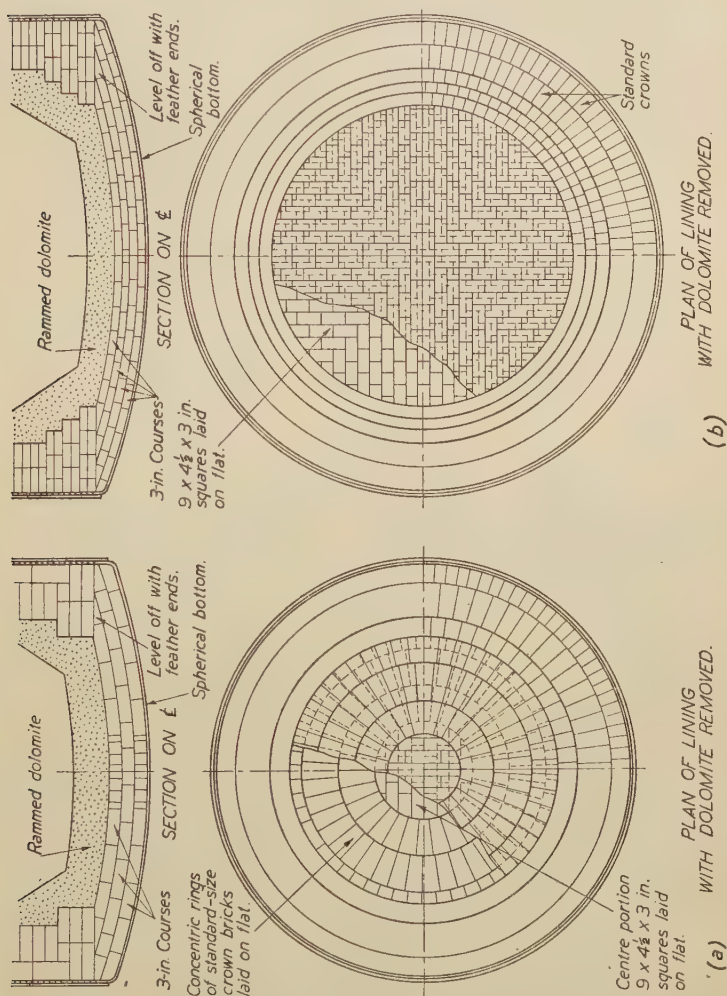 Rammed dolomite
Level off with
feather ends.
Spherical bottom.
3-in. Courses
SECTION ON ℄
Concentric rings
of standard-size
crown bricks
laid on flat.
Centre portion
9 x 4½ x 3 in.
squares laid
on flat.
PLAN OF LINING
WITH DOLOMITE REMOVED.
(a)
Rammed dolomite
Level off with
feather ends.
Spherical
bottom.
3-in. Courses
SECTION ON ℄
9 x 4½ x 3 in.
squares laid
on flat.
Standard
crowns
PLAN OF LINING
WITH DOLOMITE REMOVED.
(b)